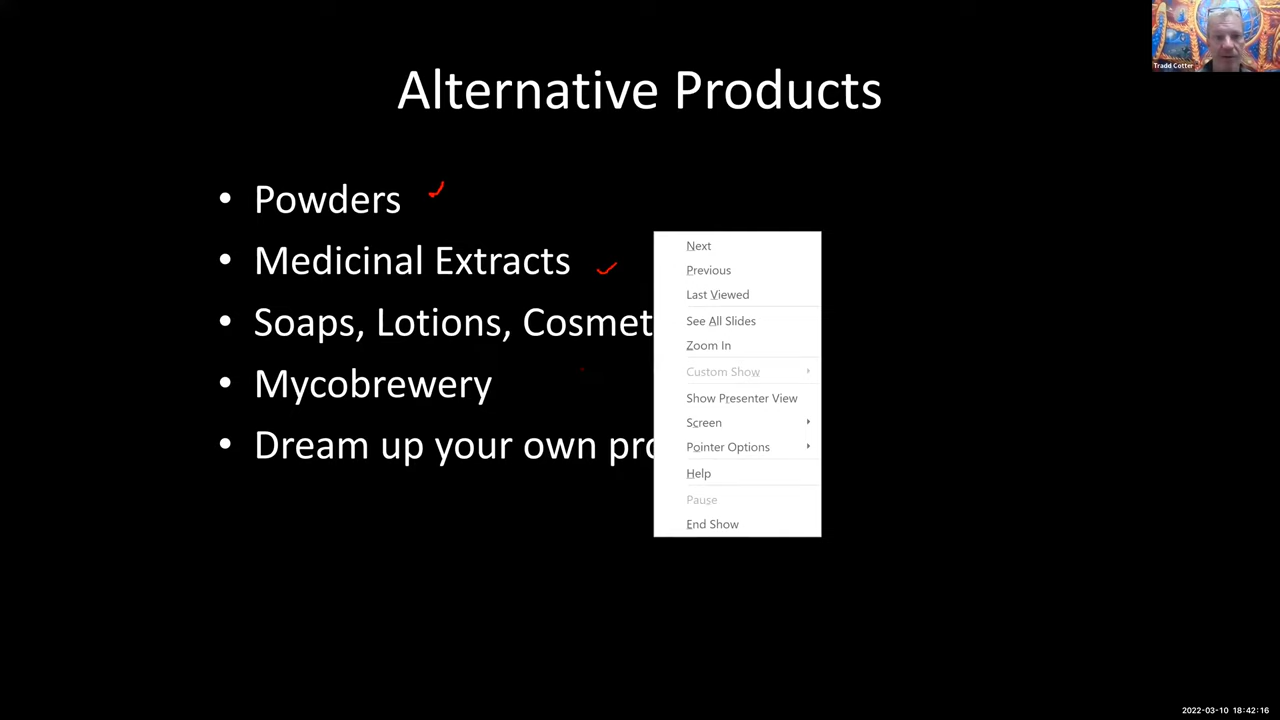 Tradd Cotter
Alternative Products
• Powders
• Medicinal Extracts
• Soaps, Lotions, Cosmet
• Mycobrewery
• Dream up your own pro
Next
Previous
Last Viewed
See All Slides
Zoom In
Custom Show
Show Presenter View
Screen
Pointer Options
Help
Pause
End Show
2022-03-10 18:42:16